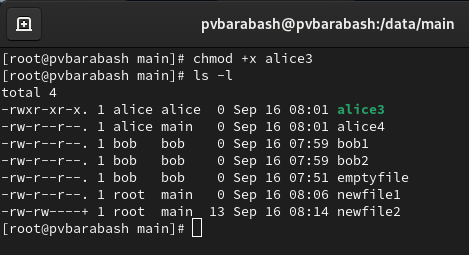 pvbarabash@pvbarabash:/data/main
[root@pvbarabash main]# chmod +x alice3
[root@pvbarabash main]# ls -l
total 4
-rwxr-xr-x. 1 alice alice  0 Sep 16 08:01 alice3
-rw-r--r--. 1 alice main   0 Sep 16 08:01 alice4
-rw-r--r--. 1 bob   bob    0 Sep 16 07:59 bob1
-rw-r--r--. 1 bob   bob    0 Sep 16 07:59 bob2
-rw-r--r--. 1 bob   bob    0 Sep 16 07:51 emptyfile
-rw-r--r--. 1 root  main   0 Sep 16 08:06 newfile1
-rw-rw----+ 1 root  main  13 Sep 16 08:14 newfile2
[root@pvbarabash main]#